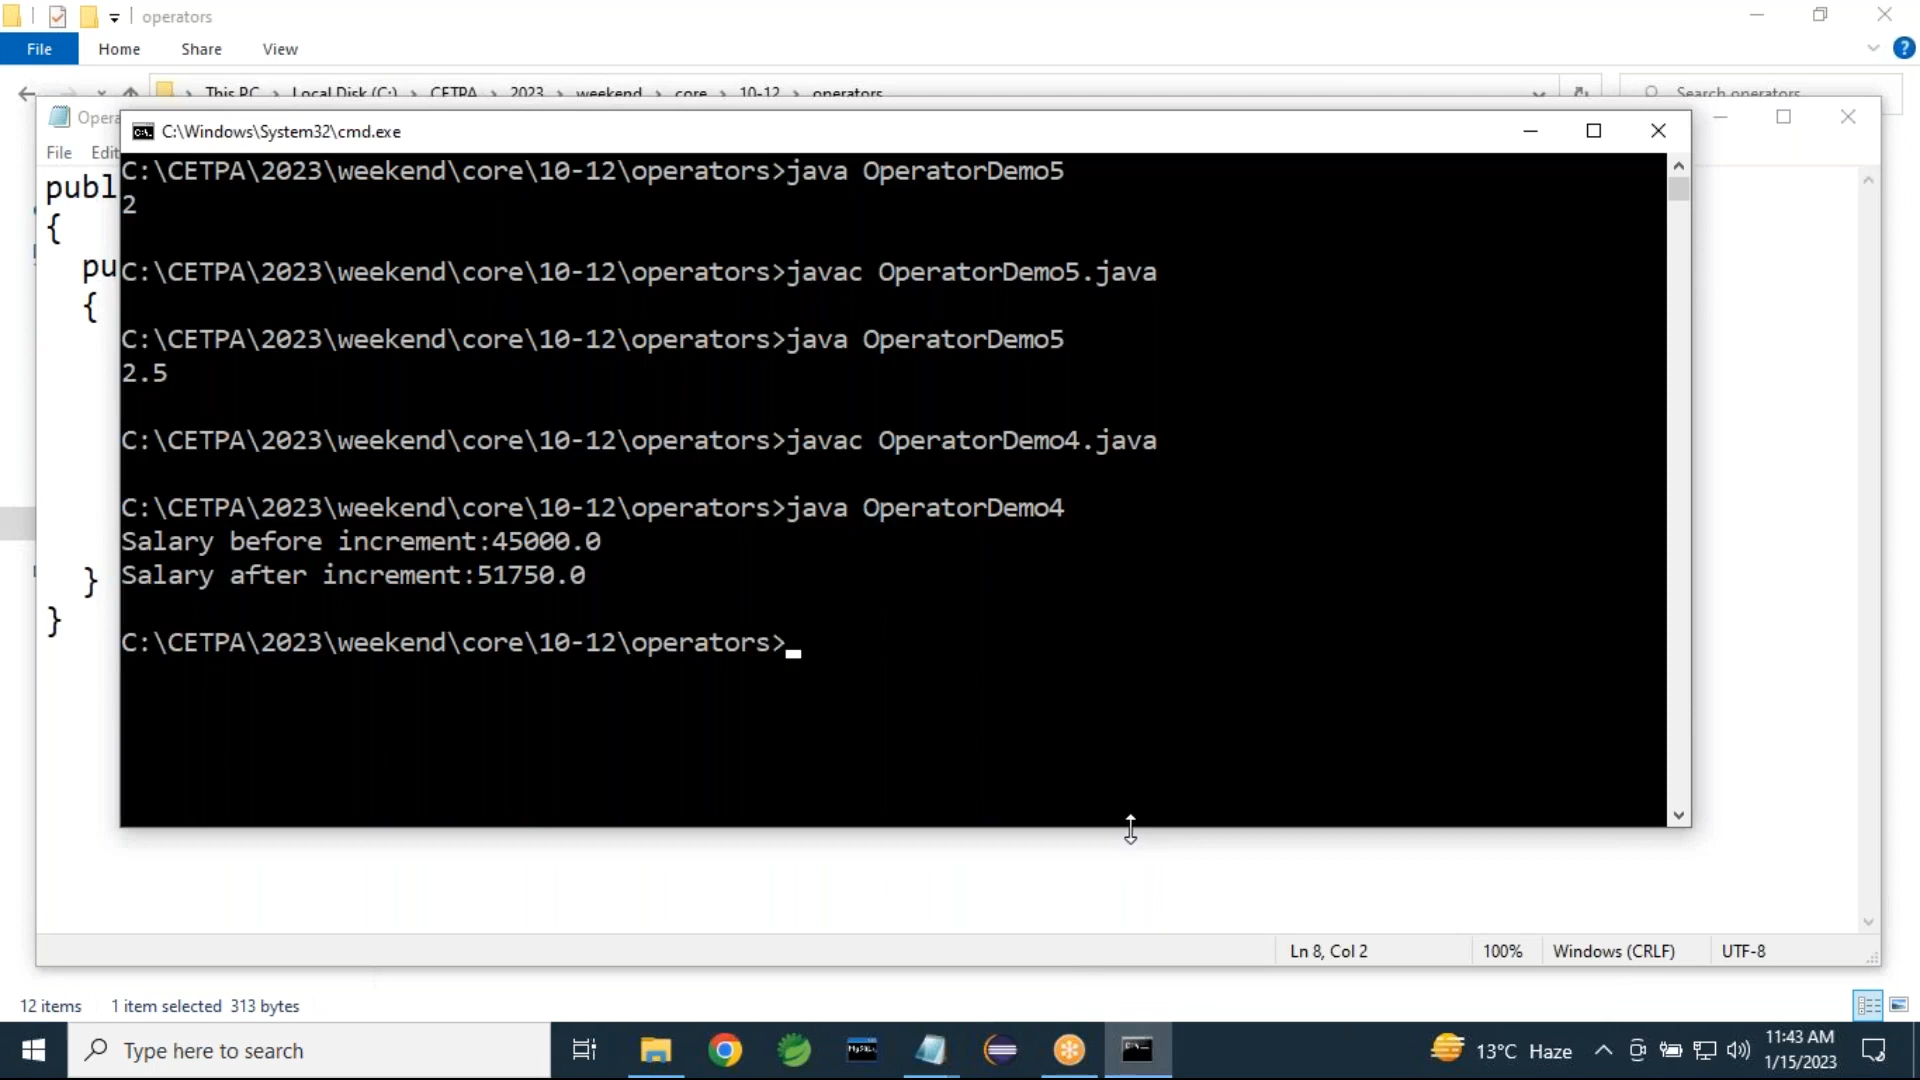 operators
File Home Share View
This PC Local Disk (C:) CETPA 2023 weekend core 10-12 operators
Search operators
Opera
C:\Windows\System32\cmd.exe
File Edit
C:\CETPA\2023\weekend\core\10-12\operators>java OperatorDemo5
publ
2
{
C:\CETPA\2023\weekend\core\10-12\operators>javac OperatorDemo5.java
pu
{
C:\CETPA\2023\weekend\core\10-12\operators>java OperatorDemo5
2.5
C:\CETPA\2023\weekend\core\10-12\operators>javac OperatorDemo4.java
C:\CETPA\2023\weekend\core\10-12\operators>java OperatorDemo4
Salary before increment:45000.0
Salary after increment:51750.0
}
}
C:\CETPA\2023\weekend\core\10-12\operators>
Ln 8, Col 2 100% Windows (CRLF) UTF-8
12 items 1 item selected 313 bytes
Type here to search
MySQL
13°C Haze
11:43 AM
1/15/2023